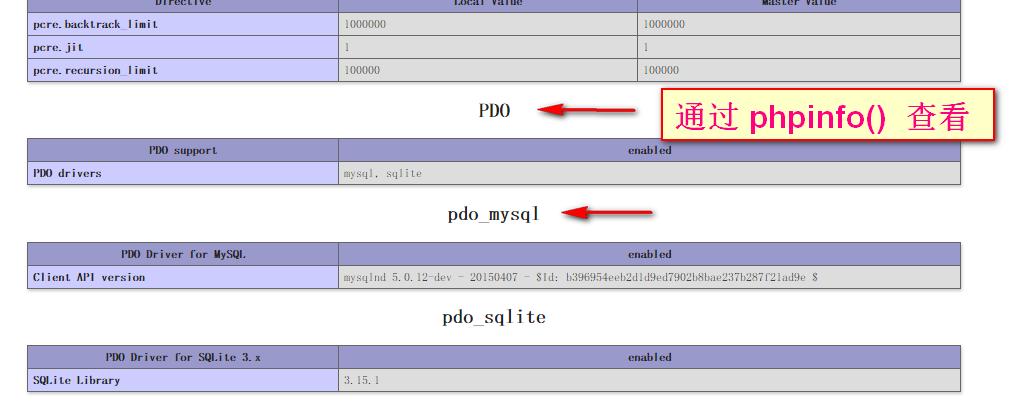 Directive Local Value Master Value
pcre.backtrack_limit 1000000 1000000
pcre.jit 1 1
pcre.recursion_limit 100000 100000
PDO
通过 phpinfo() 查看
PDO support enabled
PDO drivers mysql, sqlite
pdo_mysql
PDO Driver for MySQL enabled
Client API version mysqlnd 5.0.12-dev - 20150407 - $Id: b396954eeb2d1d9ed7902b8bae237b287f21ad9e $
pdo_sqlite
PDO Driver for SQLite 3.x enabled
SQLite Library 3.15.1